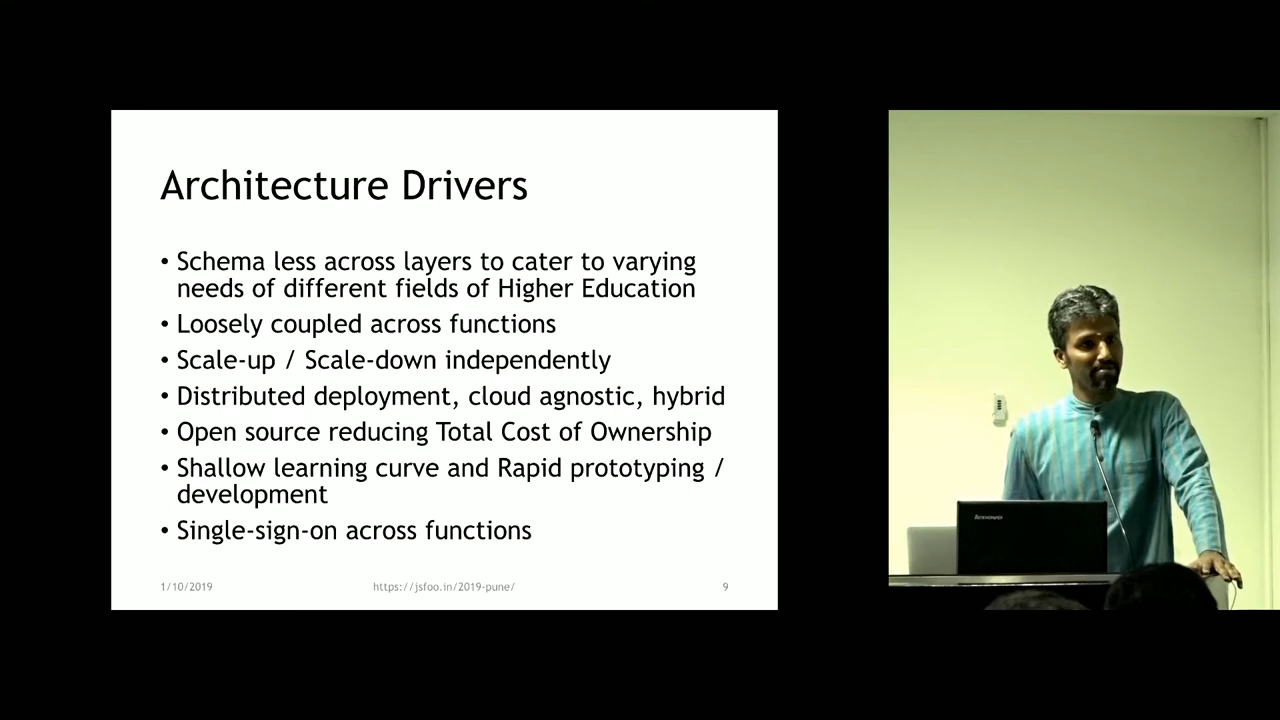 Architecture Drivers
• Schema less across layers to cater to varying
needs of different fields of Higher Education
• Loosely coupled across functions
• Scale-up / Scale-down independently
• Distributed deployment, cloud agnostic, hybrid
• Open source reducing Total Cost of Ownership
• Shallow learning curve and Rapid prototyping /
development
• Single-sign-on across functions
1/10/2019 https://jsfoo.in/2019-pune/ 9
lenovo